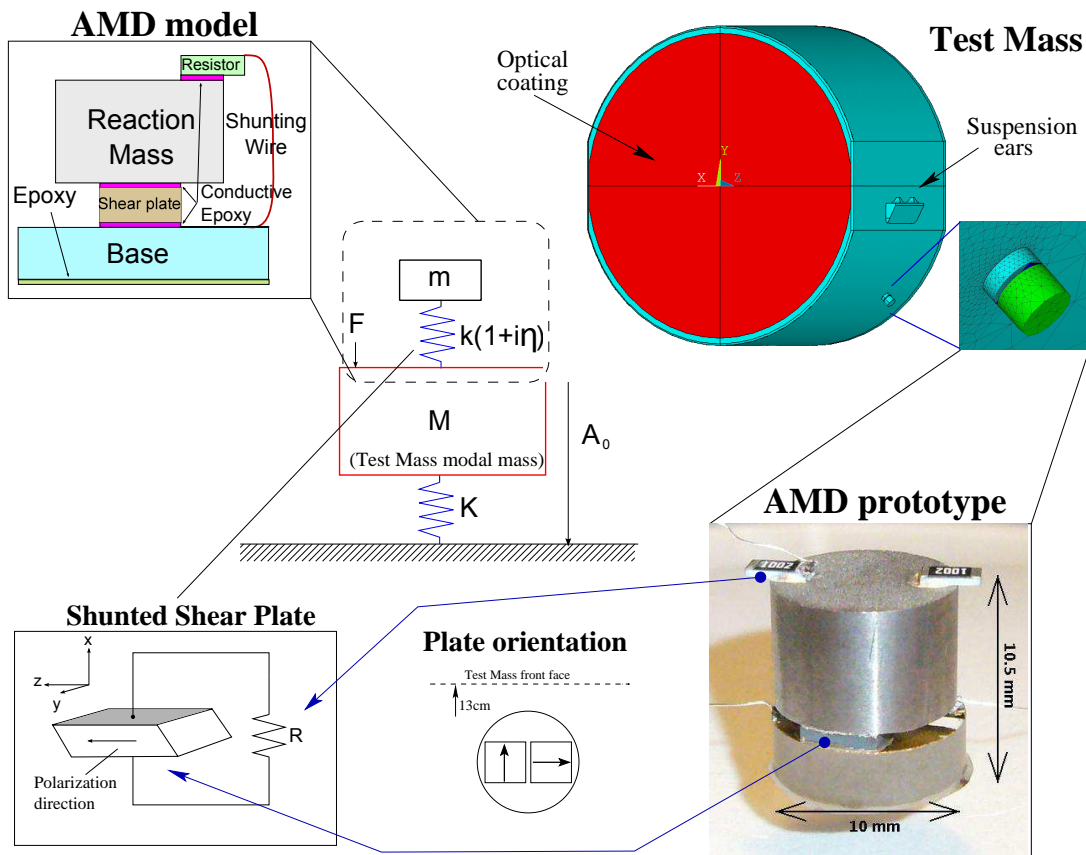 AMD model
Resistor
Reaction
Mass
Shunting
Wire
Conductive
Epoxy
Shear plate
Epoxy
Base
Test Mass
Optical
coating
Suspension
ears
Y
X
Z
m
F
k(1+iη)
M
(Test Mass modal mass)
A₀
K
AMD prototype
1002
1002
10.5 mm
10 mm
Shunted Shear Plate
x
z
y
R
Polarization
direction
Plate orientation
Test Mass front face
13cm